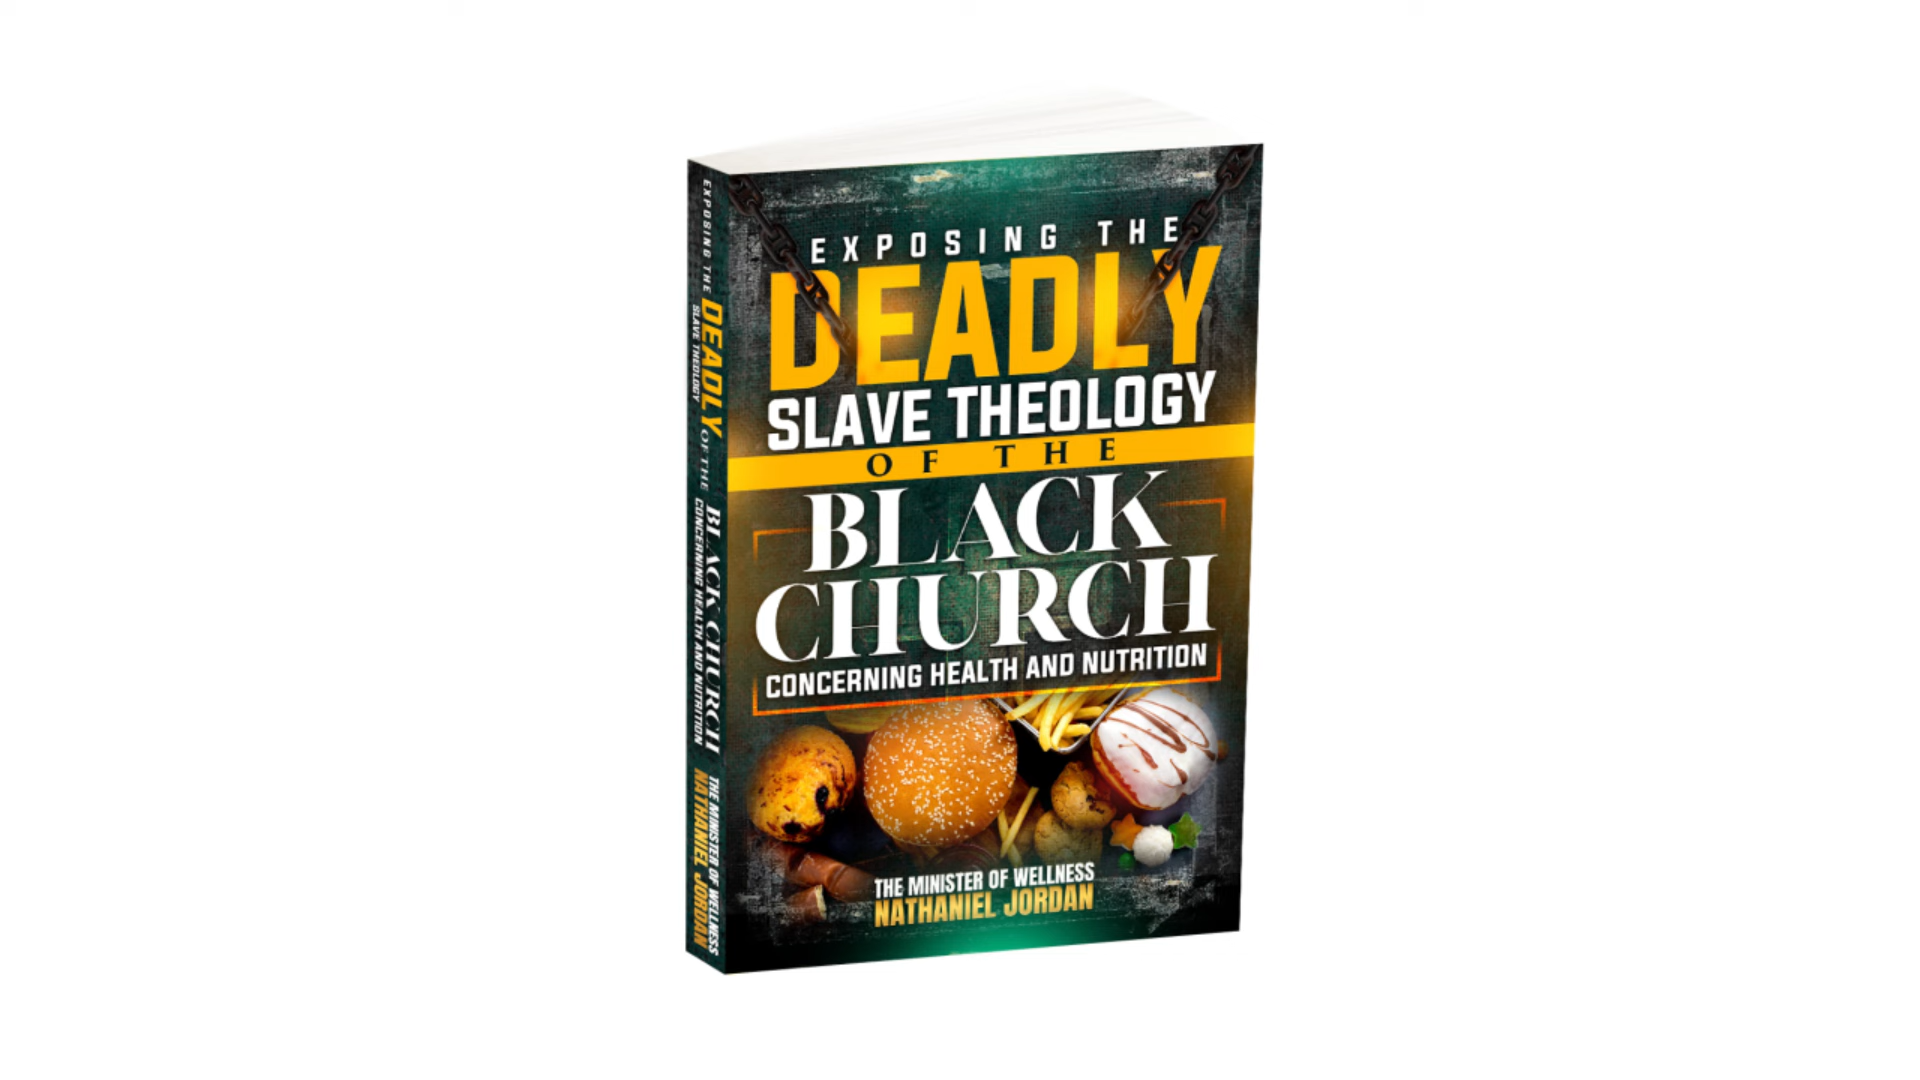 EXPOSING THE
DEADLY
SLAVE THEOLOGY
OF THE
BLACK
CHURCH
CONCERNING HEALTH AND NUTRITION
THE MINISTER OF WELLNESS
NATHANIEL JORDAN
EXPOSING THE
DEADLY
SLAVE THEOLOGY
OF THE
BLACK CHURCH
CONCERNING HEALTH AND NUTRITION
THE MINISTER OF WELLNESS
NATHANIEL JORDAN